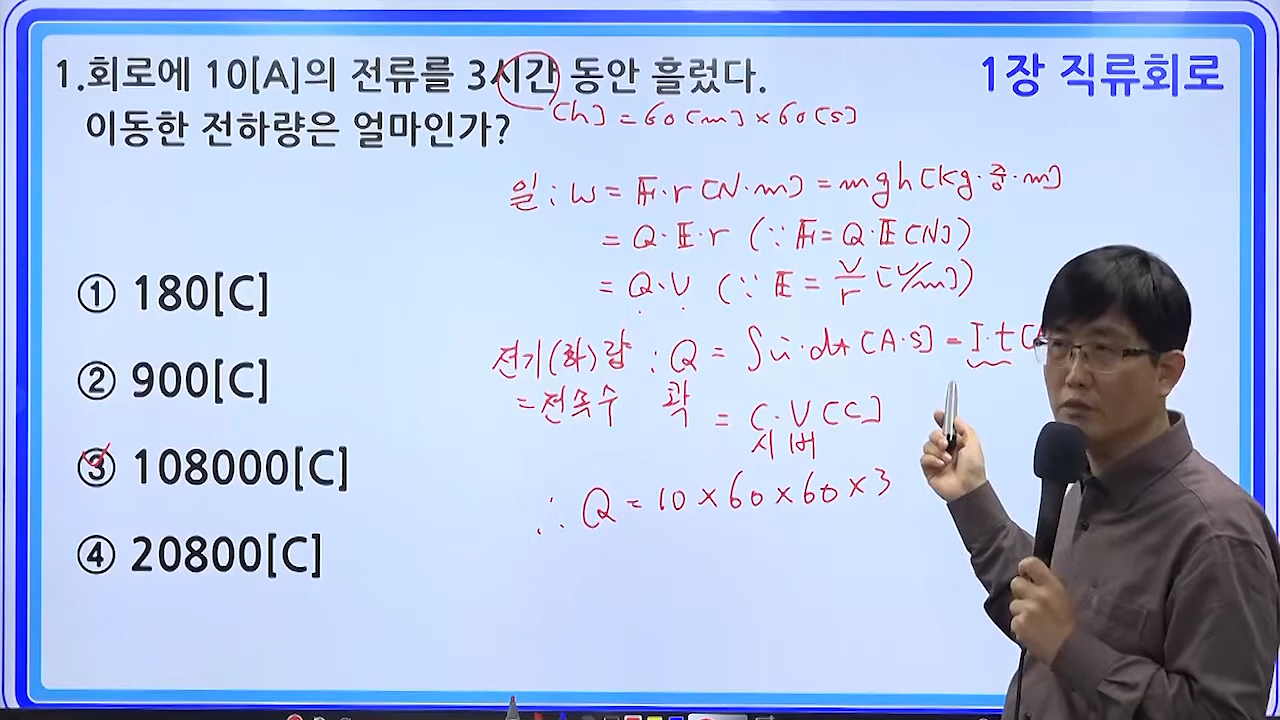 1.회로에 10[A]의 전류를 3시간 동안 흘렀다.
1장 직류회로
[h] = 60[m] × 60[s]
이동한 전하량은 얼마인가?
일 : W = F·r [N·m] = mgh [kg·중·m]
= Q·E·r (∵ F = Q·E [N])
= Q·V (∵ E = V/r [V/m])
전기(하)량 : Q = ∫i·dt [A·s] = I·t
= 전속수
= C·V [C]
시 버
∴ Q = 10 × 60 × 60 × 3
① 180[C]
② 900[C]
③ 108000[C]
④ 20800[C]